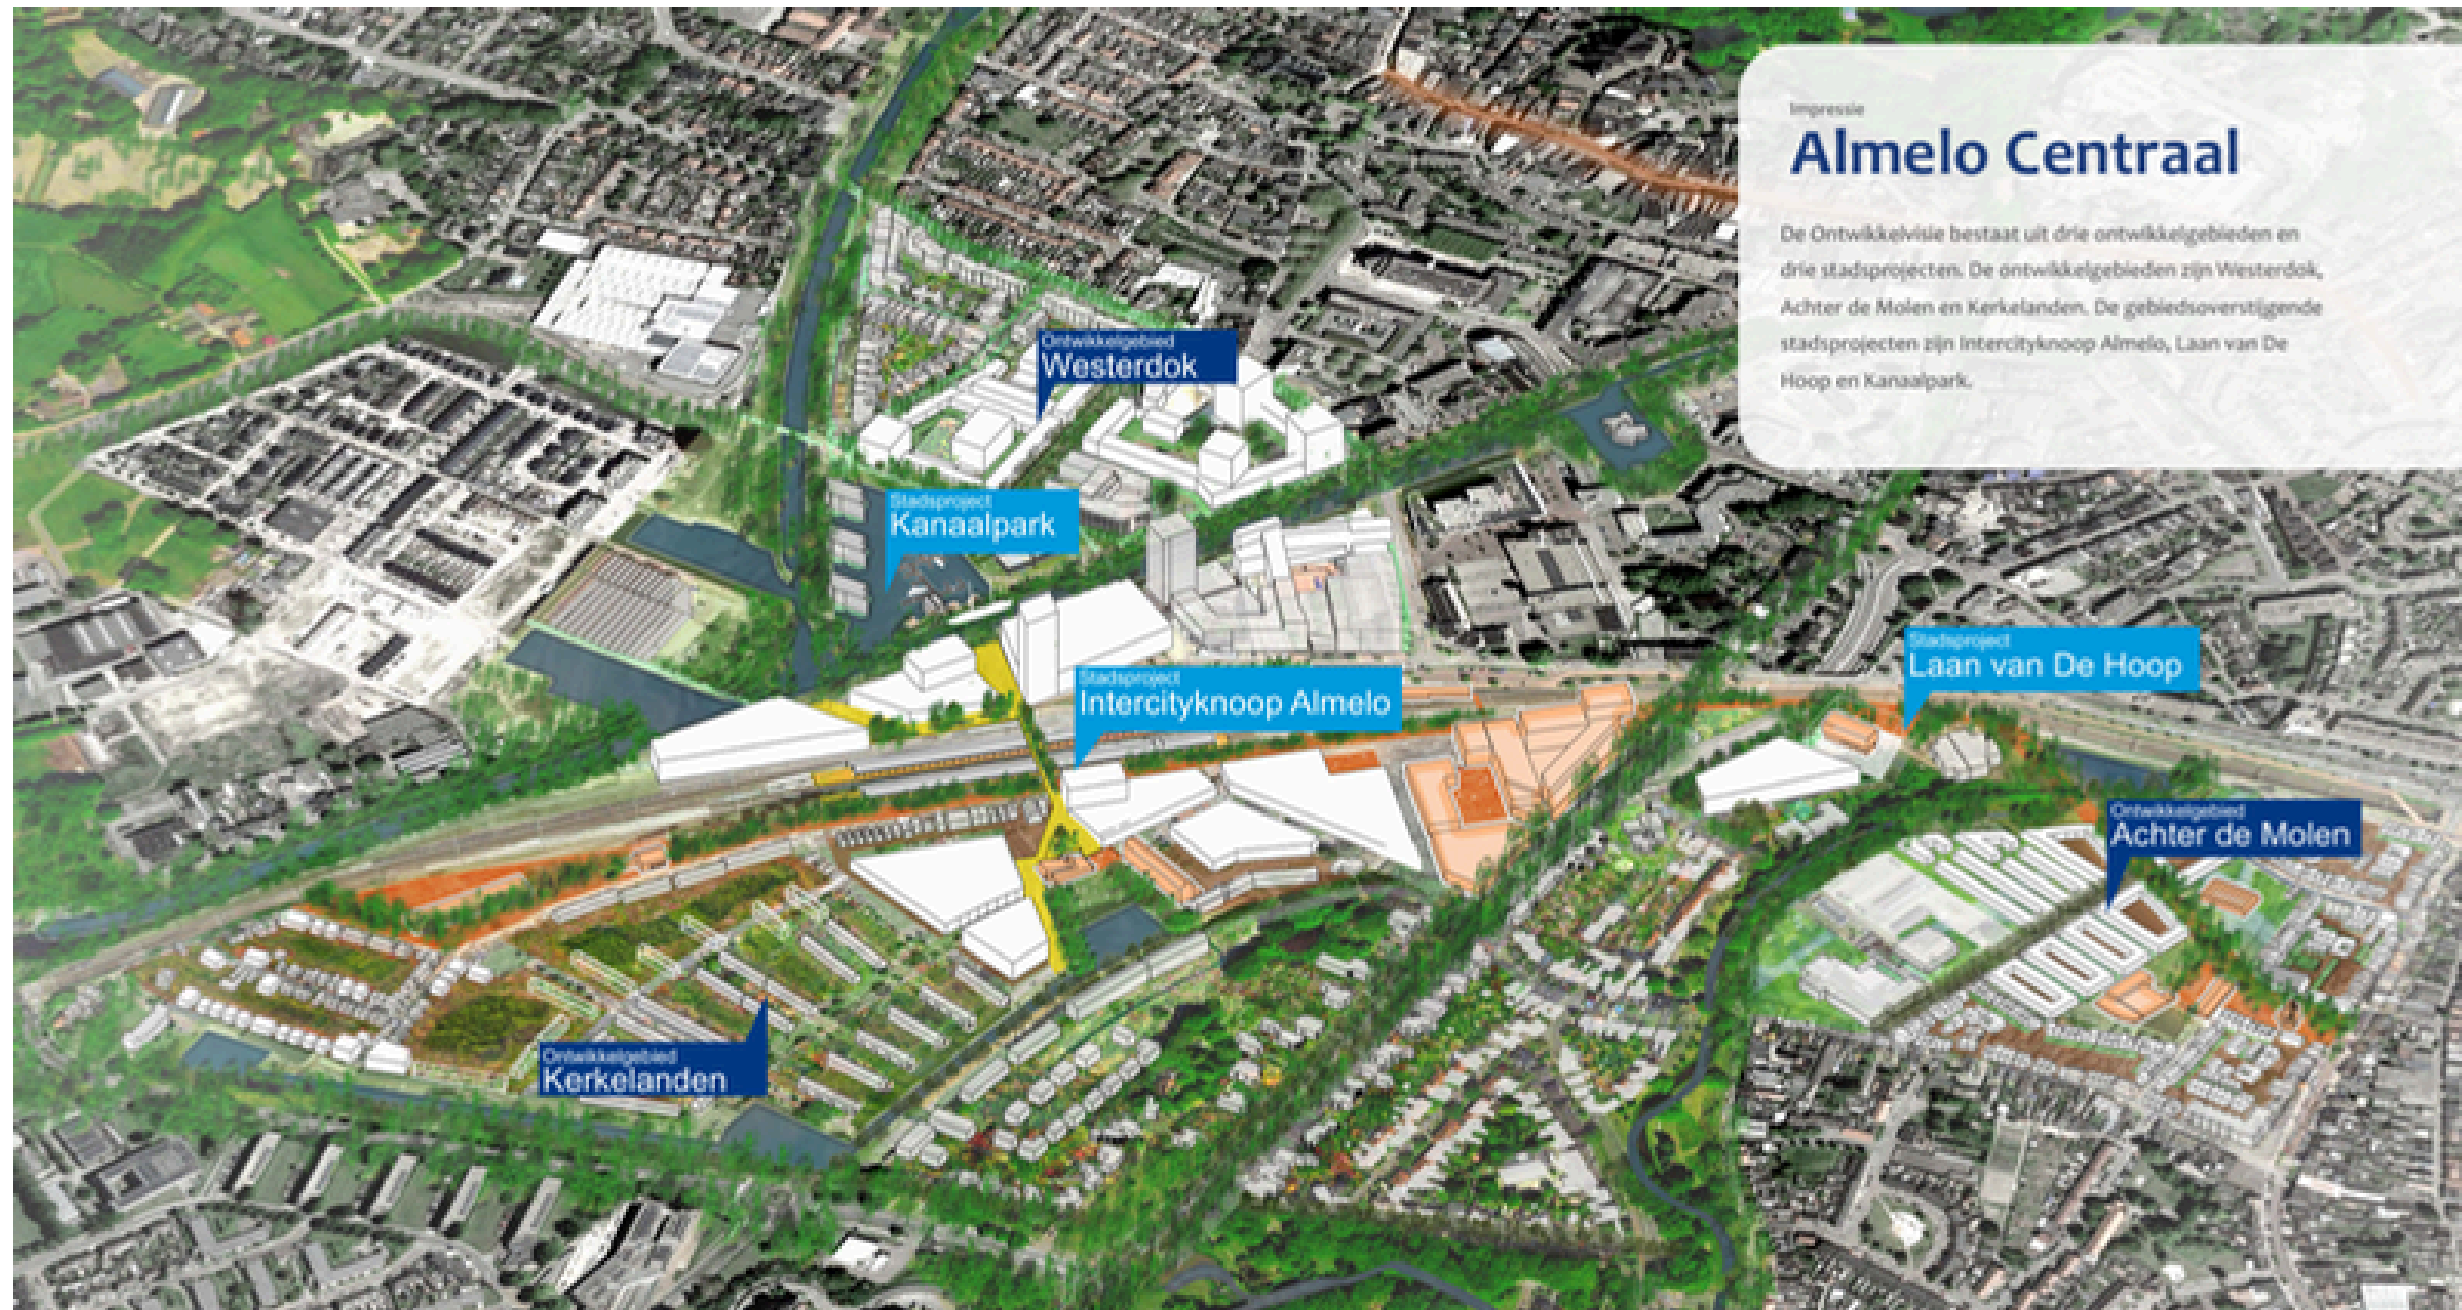 Impressie
Almelo Centraal
De Ontwikkelvisie bestaat uit drie ontwikkelgebieden en
drie stadsprojecten. De ontwikkelgebieden zijn Westerdok,
Achter de Molen en Kerkelanden. De gebiedsoverstijgende
stadsprojecten zijn Intercityknoop Almelo, Laan van De
Hoop en Kanaalpark.
Ontwikkelgebied
Westerdok
Stadsproject
Kanaalpark
Stadsproject
Laan van De Hoop
Stadsproject
Intercityknoop Almelo
Ontwikkelgebied
Achter de Molen
Ontwikkelgebied
Kerkelanden